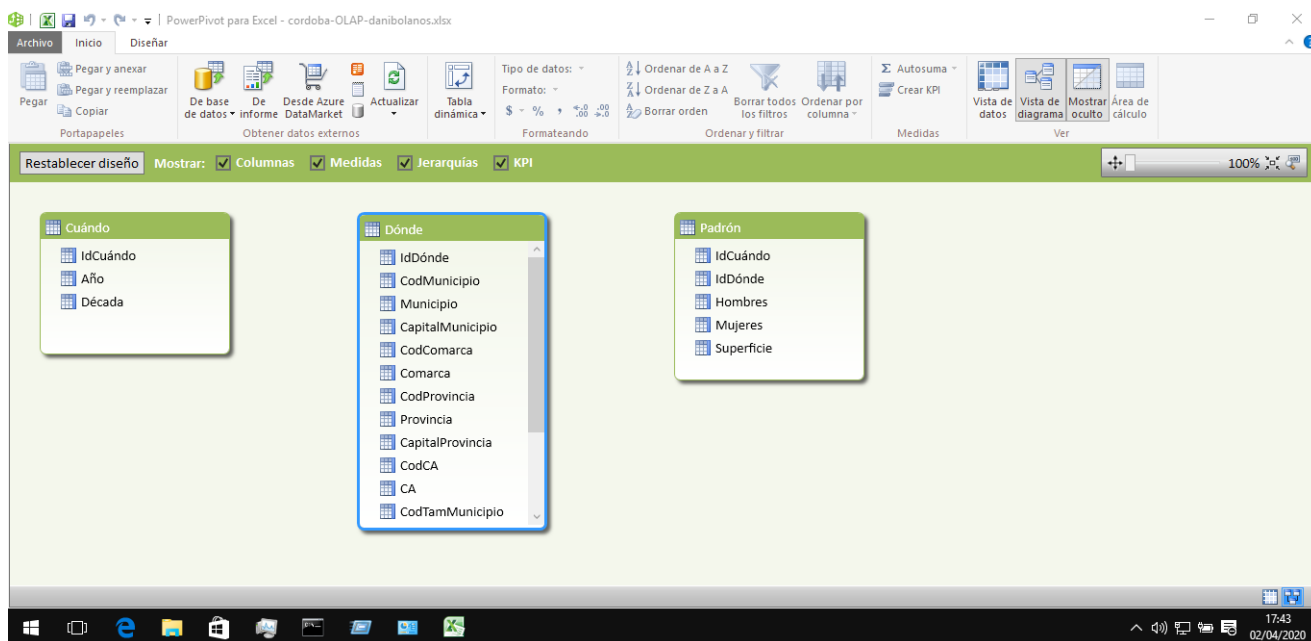 PowerPivot para Excel - cordoba-OLAP-danibolanos.xlsx
Archivo Inicio Diseñar
Pegar
Pegar y anexar
Pegar y reemplazar
Copiar
Portapapeles
De base de datos
De informe
Desde Azure DataMarket
Actualizar
Obtener datos externos
Tabla dinámica
Tipo de datos:
Formato:
$ % , .00 .00
Formateando
Ordenar de A a Z
Ordenar de Z a A
Borrar orden
Borrar todos los filtros
Ordenar por columna
Ordenar y filtrar
Σ Autosuma
Crear KPI
Medidas
Vista de datos
Vista de diagrama
Mostrar oculto
Área de cálculo
Ver
Restablecer diseño Mostrar: Columnas Medidas Jerarquías KPI 100%
Cuándo
IdCuándo
Año
Década
Dónde
IdDónde
CodMunicipio
Municipio
CapitalMunicipio
CodComarca
Comarca
CodProvincia
Provincia
CapitalProvincia
CodCA
CA
CodTamMunicipio
Padrón
IdCuándo
IdDónde
Hombres
Mujeres
Superficie
17:43
02/04/2020